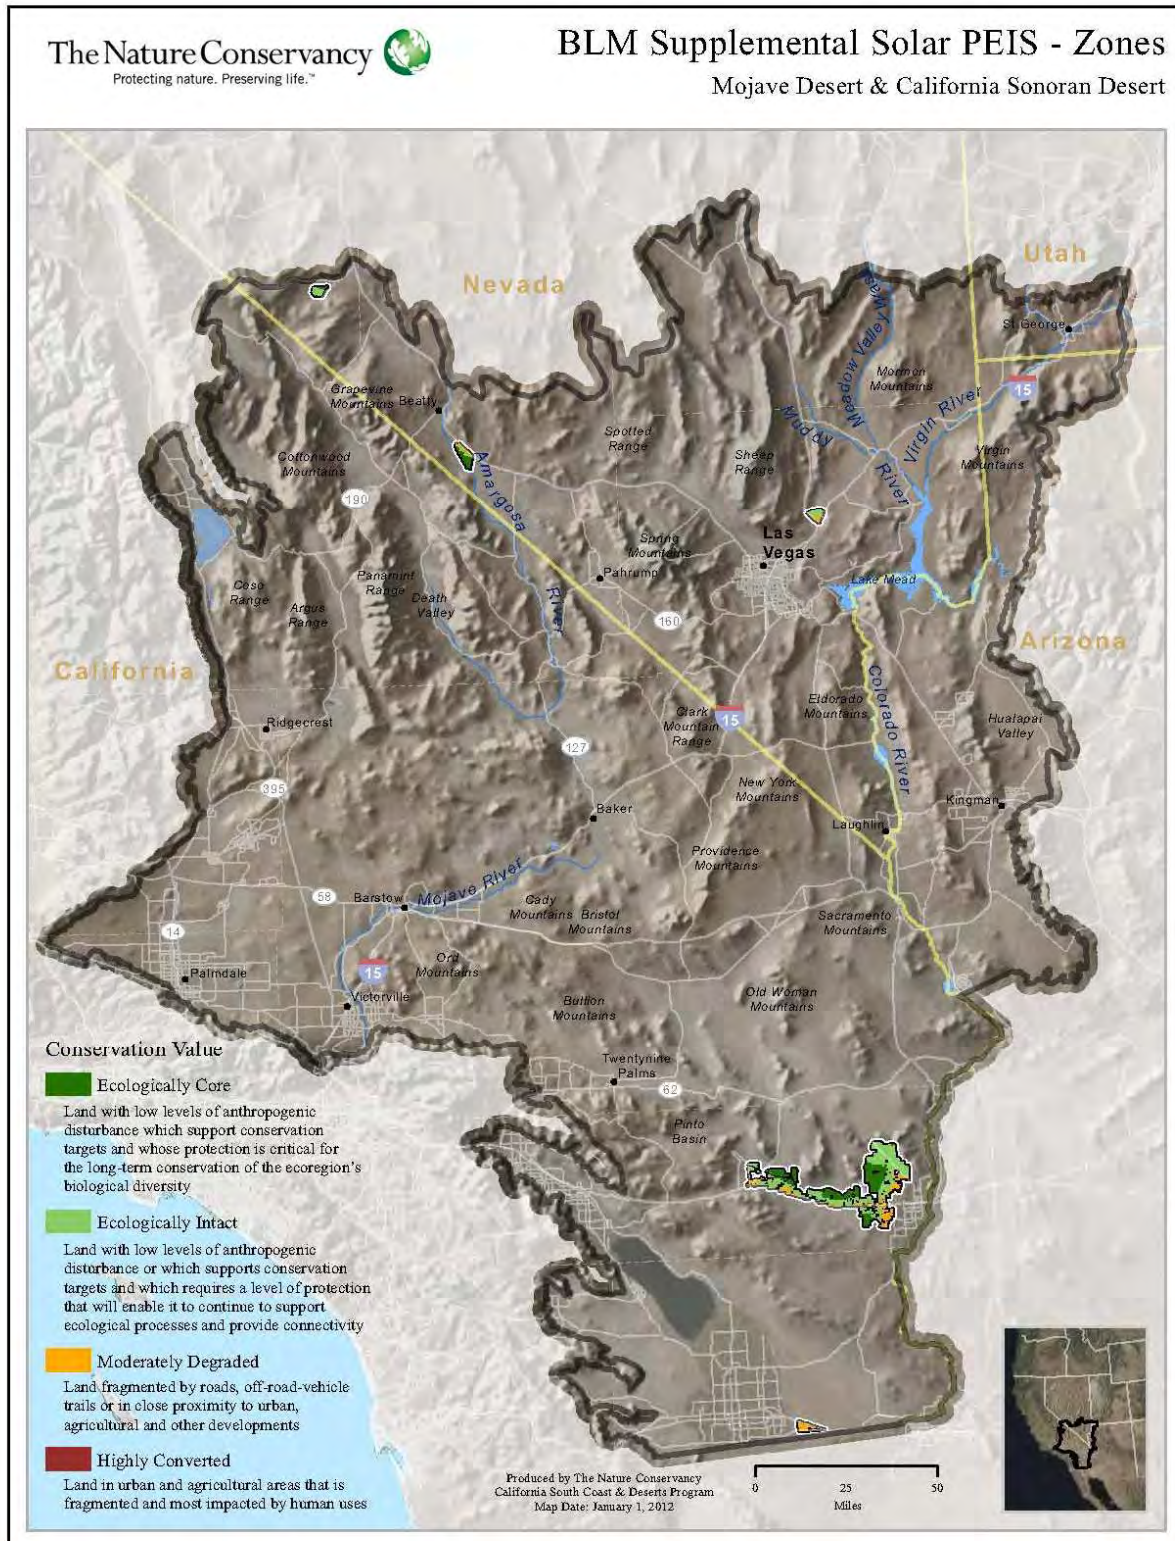 The Nature Conservancy
Protecting nature. Preserving life.™
BLM Supplemental Solar PEIS - Zones
Mojave Desert & California Sonoran Desert
Nevada
Utah
St. George
Grapevine
Mountains
Beatty
Meadow Valley Wash
Mormon
Mountains
15
Virgin River
Muddy
River
Spotted
Range
Sheep
Range
Virgin
Mountains
Cottonwood
Mountains
190
Amargosa
River
Las
Vegas
Spring
Mountains
Pahrump
Lake Mead
Coso
Range
Argus
Range
Panamint
Range
Death
Valley
160
Arizona
California
Colorado River
Eldorado
Mountains
Clark
Mountain
Range
15
Hualapai
Valley
Ridgecrest
127
395
New York
Mountains
Kingman
Baker
Laughlin
Providence
Mountains
Mojave River
58
Barstow
Cady
Mountains
Bristol
Mountains
Sacramento
Mountains
14
Palmdale
15
Ord
Mountains
Victorville
Bullion
Mountains
Old Woman
Mountains
Twentynine
Palms
62
Pinto
Basin
Conservation Value
Ecologically Core
Land with low levels of anthropogenic
disturbance which support conservation
targets and whose protection is critical for
the long-term conservation of the ecoregion's
biological diversity
Ecologically Intact
Land with low levels of anthropogenic
disturbance or which supports conservation
targets and which requires a level of protection
that will enable it to continue to support
ecological processes and provide connectivity
Moderately Degraded
Land fragmented by roads, off-road-vehicle
trails or in close proximity to urban,
agricultural and other developments
Highly Converted
Land in urban and agricultural areas that is
fragmented and most impacted by human uses
Produced by The Nature Conservancy
California South Coast & Deserts Program
Map Date: January 1, 2012
0 25 50
Miles